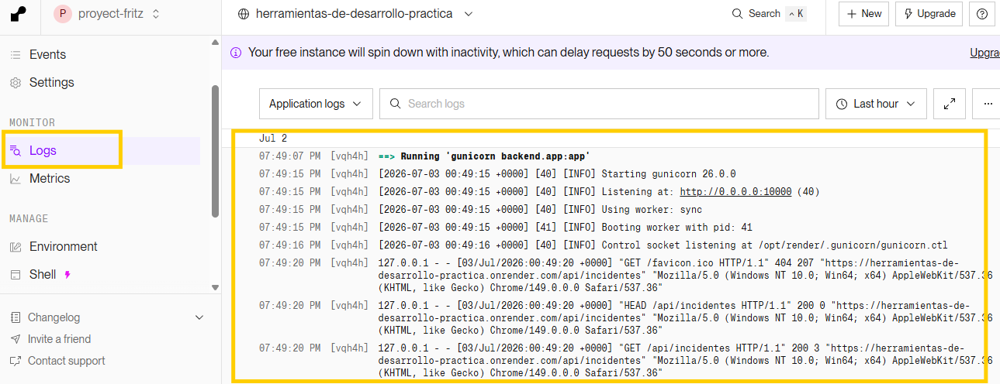 P proyect-fritz
herramientas-de-desarrollo-practica
Search ^ K
+ New
Upgrade
Events
Settings
MONITOR
Logs
Metrics
MANAGE
Environment
Shell
Changelog
Invite a friend
Contact support
Your free instance will spin down with inactivity, which can delay requests by 50 seconds or more.
Upgra
Application logs
Search logs
Last hour
Jul 2
07:49:07 PM [vqh4h] ==> Running 'gunicorn backend.app:app'
07:49:15 PM [vqh4h] [2026-07-03 00:49:15 +0000] [40] [INFO] Starting gunicorn 26.0.0
07:49:15 PM [vqh4h] [2026-07-03 00:49:15 +0000] [40] [INFO] Listening at: http://0.0.0.0:10000 (40)
07:49:15 PM [vqh4h] [2026-07-03 00:49:15 +0000] [40] [INFO] Using worker: sync
07:49:15 PM [vqh4h] [2026-07-03 00:49:15 +0000] [41] [INFO] Booting worker with pid: 41
07:49:16 PM [vqh4h] [2026-07-03 00:49:16 +0000] [40] [INFO] Control socket listening at /opt/render/.gunicorn/gunicorn.ctl
07:49:20 PM [vqh4h] 127.0.0.1 - - [03/Jul/2026:00:49:20 +0000] "GET /favicon.ico HTTP/1.1" 404 207 "https://herramientas-de-
desarrollo-practica.onrender.com/api/incidentes" "Mozilla/5.0 (Windows NT 10.0; Win64; x64) AppleWebKit/537.36
(KHTML, like Gecko) Chrome/149.0.0.0 Safari/537.36"
07:49:20 PM [vqh4h] 127.0.0.1 - - [03/Jul/2026:00:49:20 +0000] "HEAD /api/incidentes HTTP/1.1" 200 0 "https://herramientas-de-
desarrollo-practica.onrender.com/api/incidentes" "Mozilla/5.0 (Windows NT 10.0; Win64; x64) AppleWebKit/537.36
(KHTML, like Gecko) Chrome/149.0.0.0 Safari/537.36"
07:49:20 PM [vqh4h] 127.0.0.1 - - [03/Jul/2026:00:49:20 +0000] "GET /api/incidentes HTTP/1.1" 200 3 "https://herramientas-de-
desarrollo-practica.onrender.com/api/incidentes" "Mozilla/5.0 (Windows NT 10.0; Win64; x64) AppleWebKit/537.36
(KHTML, like Gecko) Chrome/149.0.0.0 Safari/537.36"